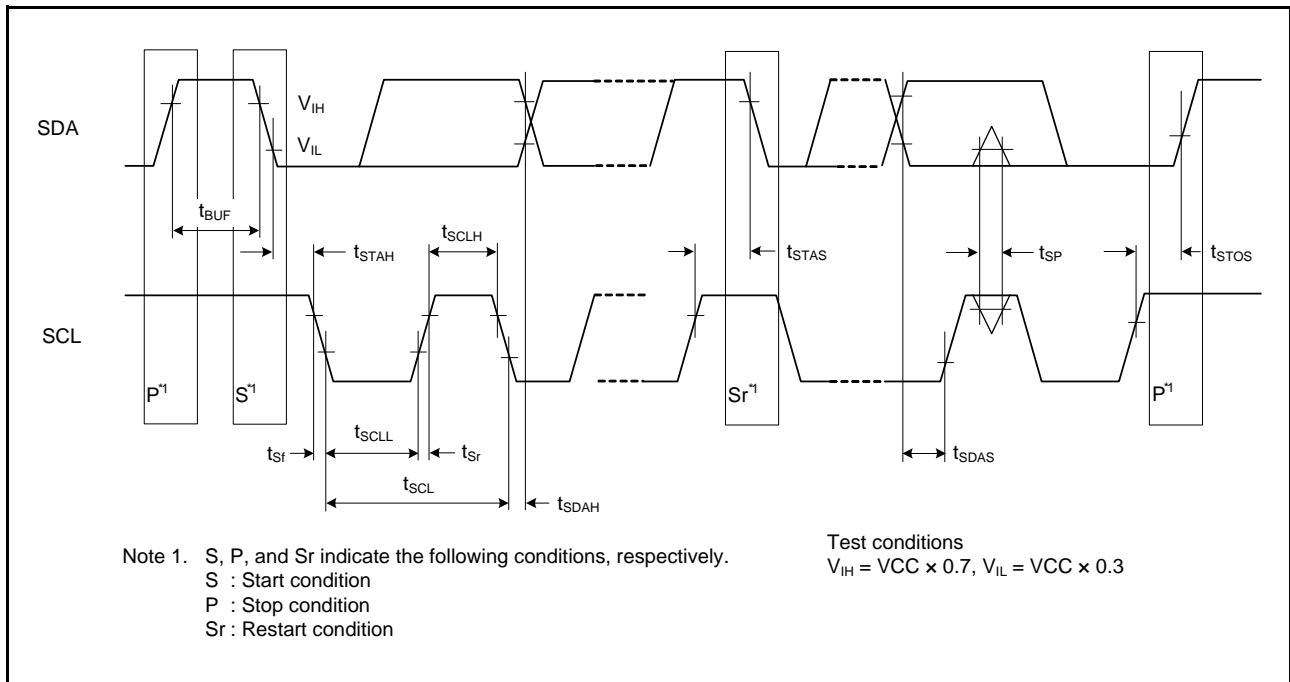 SDA
VIH
VIL
tBUF
tSTAH
tSCLH
tSTAS
tSP
tSTOS
SCL
P*1
S*1
Sr*1
P*1
tSf
tSCLL
tSr
tSCL
tSDAH
tSDAS
Note 1. S, P, and Sr indicate the following conditions, respectively.
S : Start condition
P : Stop condition
Sr : Restart condition
Test conditions
VIH = VCC × 0.7, VIL = VCC × 0.3